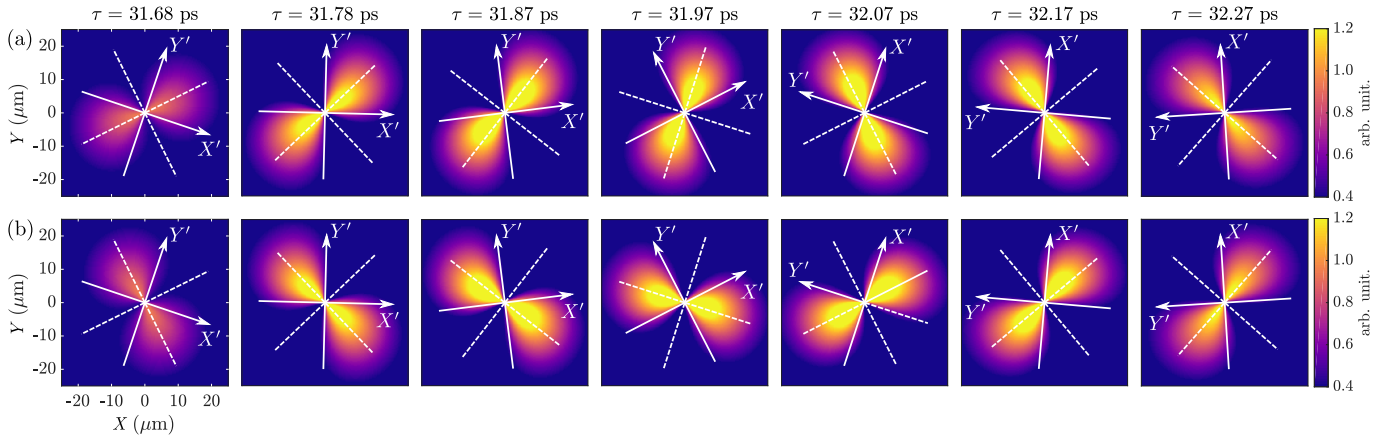 τ = 31.68 ps τ = 31.78 ps τ = 31.87 ps τ = 31.97 ps τ = 32.07 ps τ = 32.17 ps τ = 32.27 ps
(a)
20
10
0
-10
-20
Y (μm)
Y′ X′
Y′ X′
Y′ X′
Y′ X′
Y′ X′
Y′ X′
Y′ X′
1.2
1
0.8
0.6
0.4
arb. unit.
(b)
20
10
0
-10
-20
Y (μm)
Y′ X′
Y′ X′
Y′ X′
Y′ X′
Y′ X′
Y′ X′
Y′ X′
1.2
1
0.8
0.6
0.4
arb. unit.
-20 -10 0 10 20
X (μm)